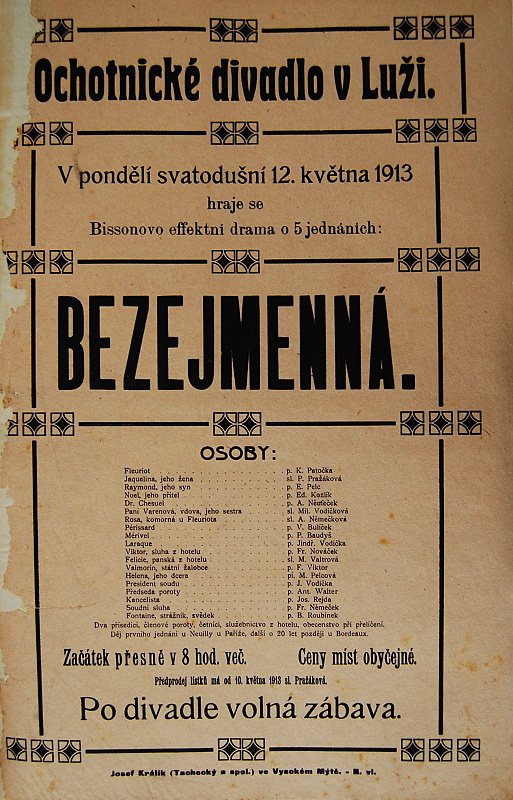 Ochotnické divadlo v Luži.
V pondělí svatodušní 12. května 1913
hraje se
Bissonovo effektní drama o 5 jednáních:
BEZEJMENNÁ.
OSOBY:
Fleuriot . . . p. K. Patočka
Jaquelina, jeho žena . . . sl. P. Pražáková
Raymond, jeho syn . . . p. E. Pelc
Noel, jeho přítel . . . p. Ed. Kozlík
Dr. Chesuel . . . p. A. Němeček
Paní Varenová, vdova, jeho sestra . . . sl. Mil. Vodičková
Rosa, komorná u Fleuriota . . . sl. A. Němečková
Périssard . . . p. V. Bulíček
Mérivel . . . p. P. Baudyš
Laraque . . . p. Jindř. Vodička
Viktor, sluha z hotelu . . . p. Fr. Nováček
Felicie, panská z hotelu . . . sl. M. Valtrová
Valmorin, státní žalobce . . . p. F. Viktor
Helena, jeho dcera . . . pí. M. Pelcová
President soudu . . . p. J. Vodička
Předseda poroty . . . p. Ant. Walter
Kancelista . . . p. Jos. Rejda
Soudní sluha . . . p. Fr. Němeček
Fontaine, strážník, svědek . . . p. B. Roubínek
Dva přísedící, členové poroty, četníci, služebnictvo z hotelu, obecenstvo při přelíčení.
Děj prvního jednání u Neuilly u Paříže, další o 20 let později u Bordeaux.
Začátek přesně v 8 hod. več. Ceny míst obyčejné.
Předprodej lístků má od 10. května 1913 sl. Pražáková.
Po divadle volná zábava.
Josef Králík (Tachecký a spol.) ve Vysokém Mýtě. - II. vi.